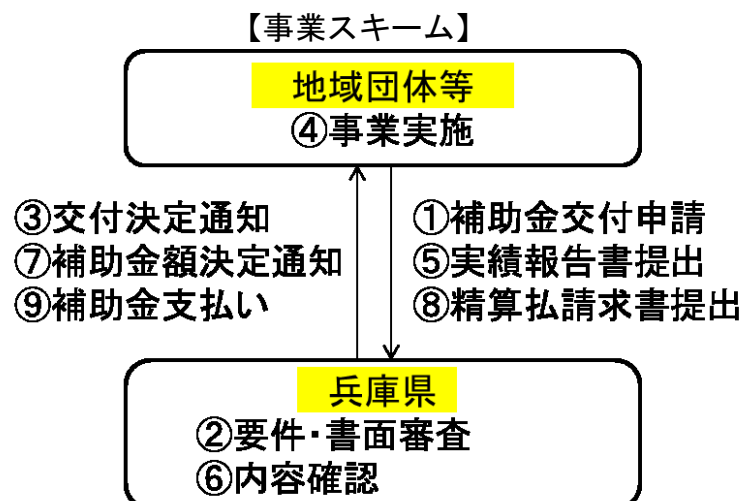 【事業スキーム】
地域団体等
④事業実施
③交付決定通知
⑦補助金額決定通知
⑨補助金支払い
①補助金交付申請
⑤実績報告書提出
⑧精算払請求書提出
兵庫県
②要件・書面審査
⑥内容確認